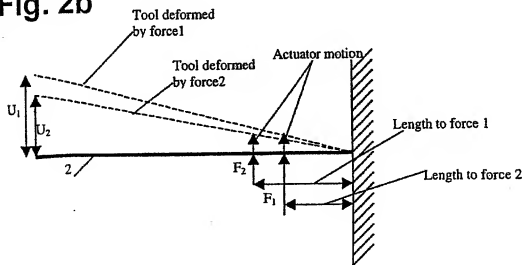 Fig. 2b
Tool deformed
by force1
Tool deformed
by force2
Actuator motion
U1
U2
2
F2
F1
Length to force 1
Length to force 2